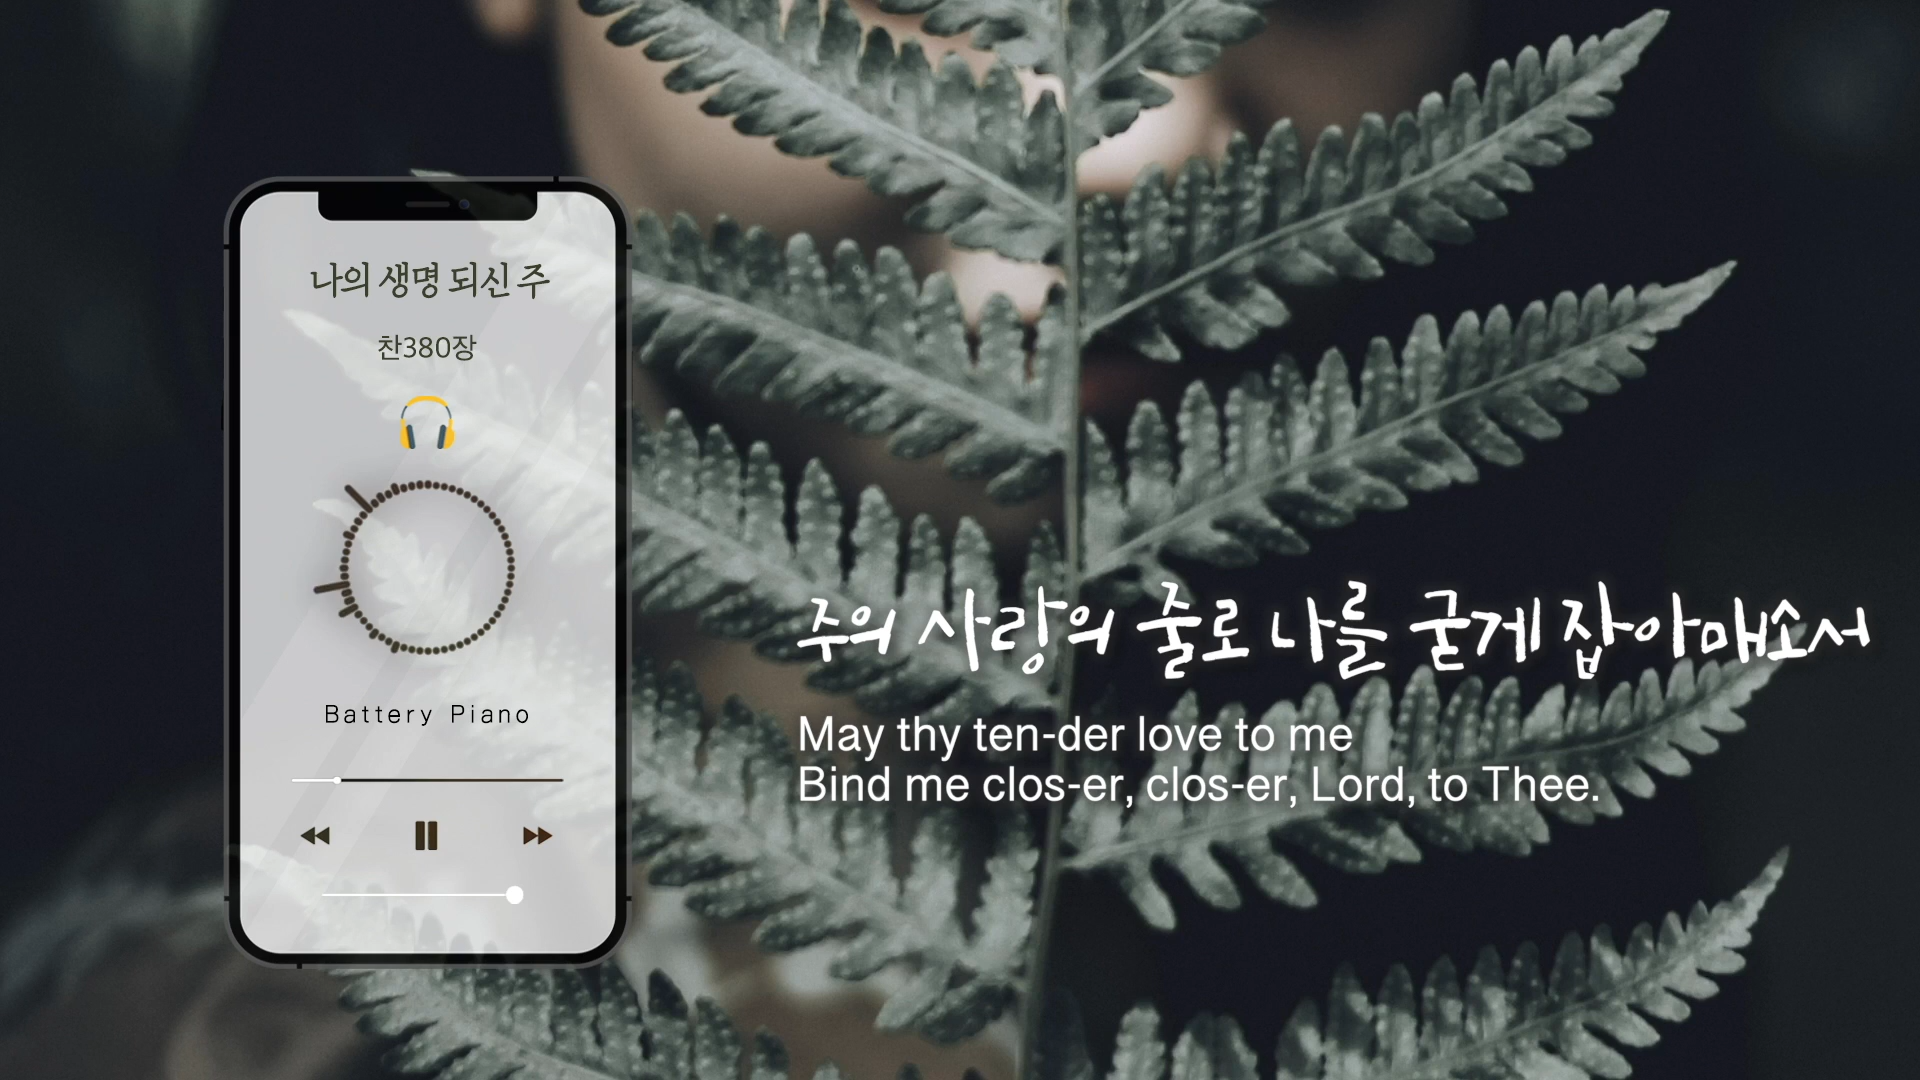 나의 생명 되신 주
찬380장
Battery Piano
주의 사랑의 줄로 나를 굳게 잡아매소서
May thy ten-der love to me
Bind me clos-er, clos-er, Lord, to Thee.